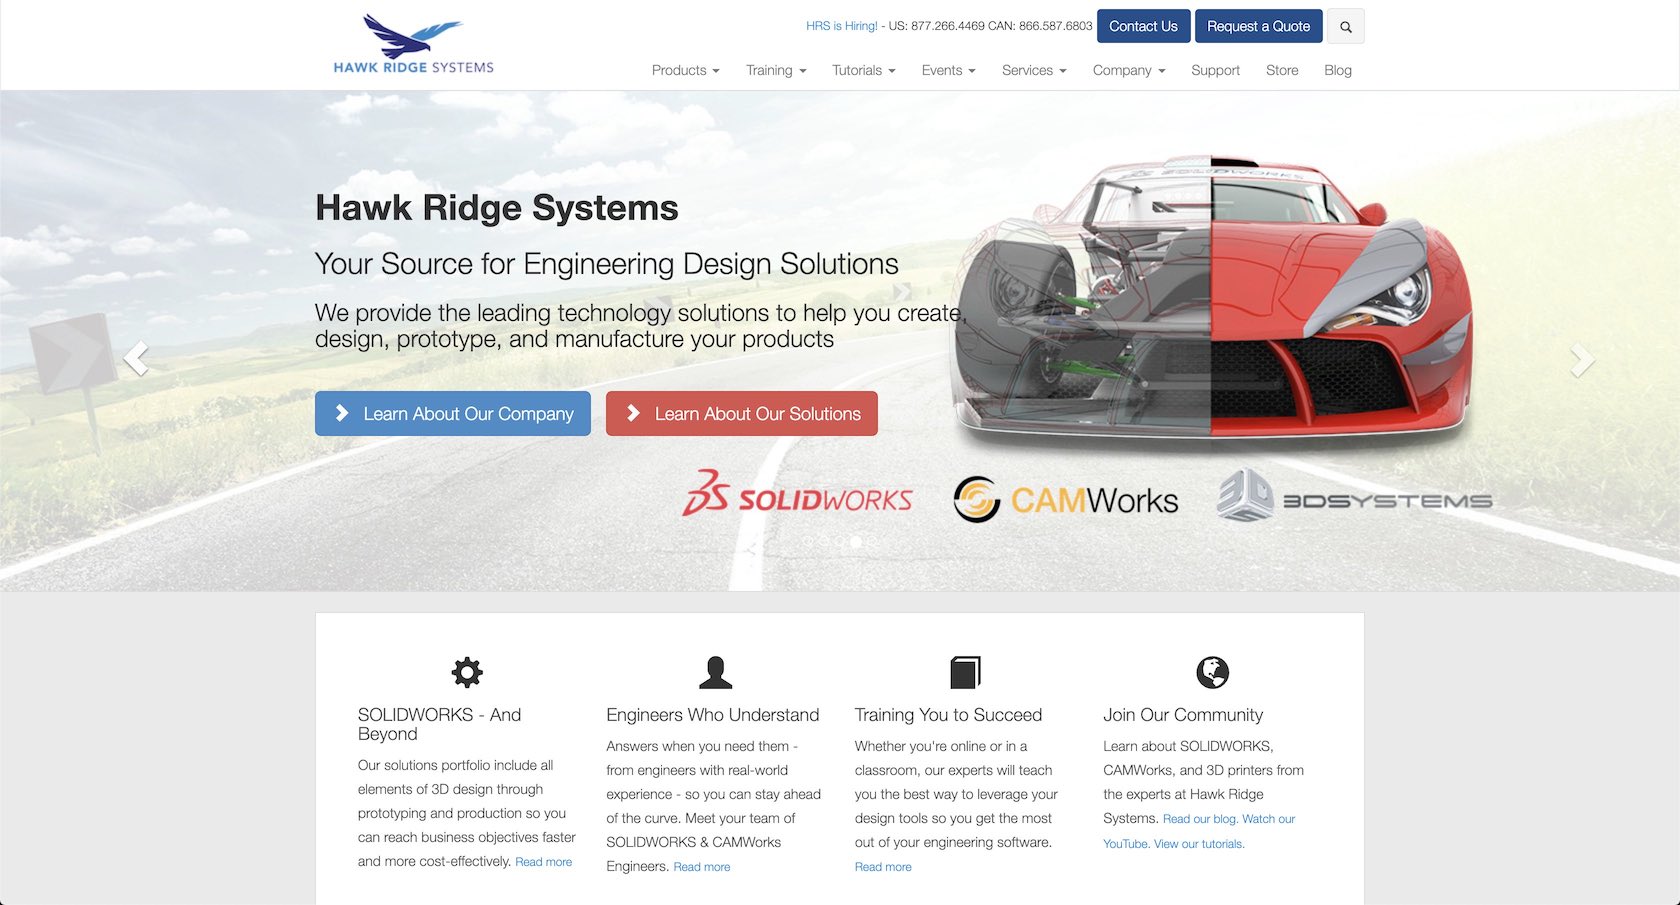 HAWK RIDGE SYSTEMS
HRS is Hiring! - US: 877.266.4469 CAN: 866.587.6803 Contact Us Request a Quote
Products Training Tutorials Events Services Company Support Store Blog
SOLIDWORKS
Hawk Ridge Systems
Your Source for Engineering Design Solutions
We provide the leading technology solutions to help you create,
design, prototype, and manufacture your products
Learn About Our Company Learn About Our Solutions
SOLIDWORKS CAMWorks 3DSYSTEMS
SOLIDWORKS - And
Beyond
Our solutions portfolio include all
elements of 3D design through
prototyping and production so you
can reach business objectives faster
and more cost-effectively. Read more
Engineers Who Understand
Answers when you need them -
from engineers with real-world
experience - so you can stay ahead
of the curve. Meet your team of
SOLIDWORKS & CAMWorks
Engineers. Read more
Training You to Succeed
Whether you're online or in a
classroom, our experts will teach
you the best way to leverage your
design tools so you get the most
out of your engineering software.
Read more
Join Our Community
Learn about SOLIDWORKS,
CAMWorks, and 3D printers from
the experts at Hawk Ridge
Systems. Read our blog. Watch our
YouTube. View our tutorials.